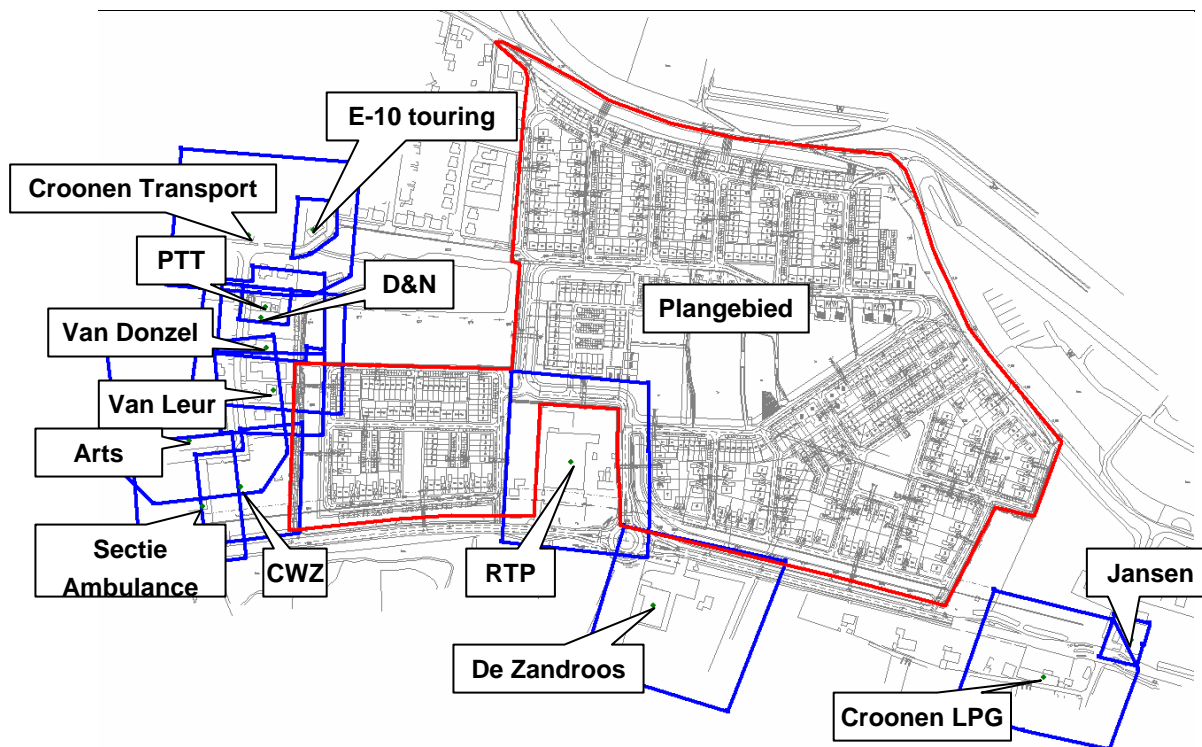 E-10 touring
Croonen Transport
PTT
D&N
Plangebied
Van Donzel
Van Leur
Arts
Sectie
Ambulance
CWZ
RTP
Jansen
De Zandroos
Croonen LPG